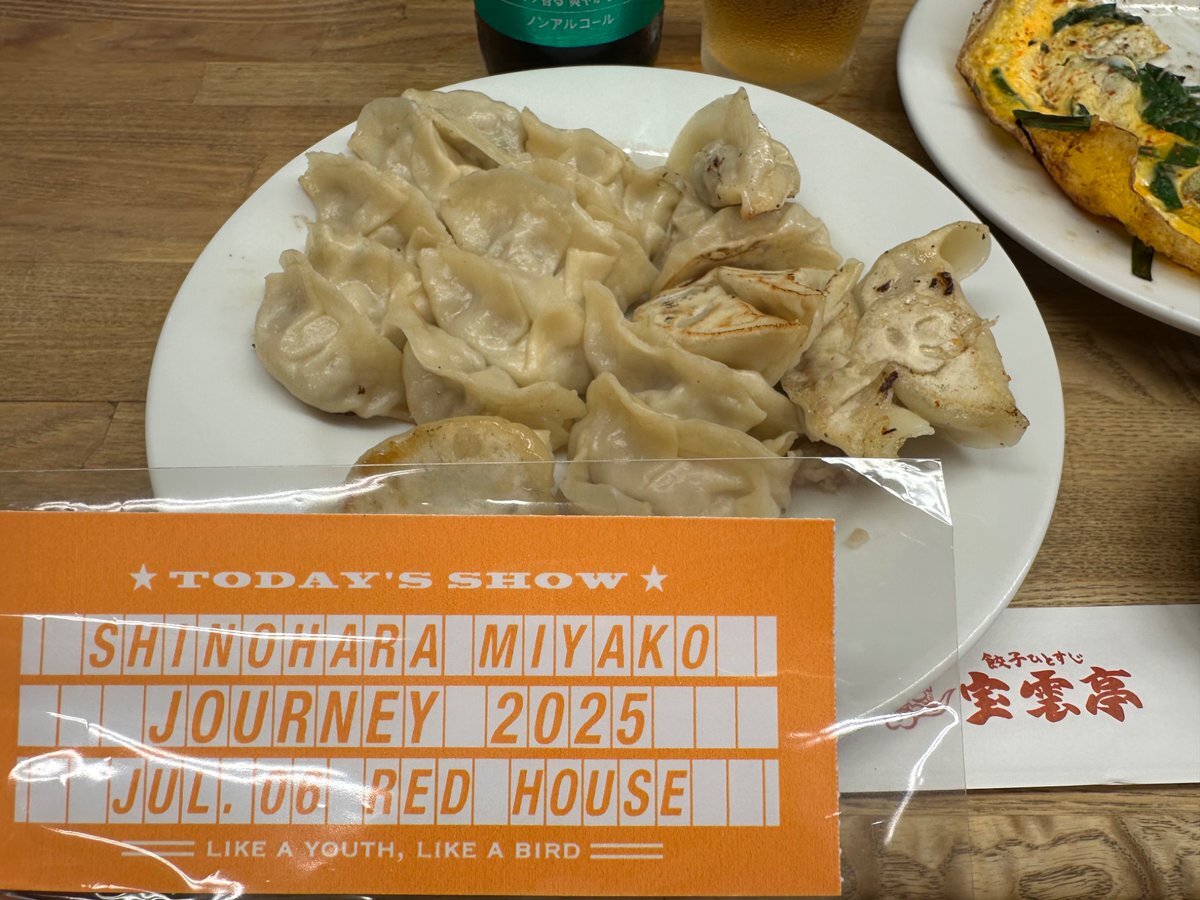 ノンアルコール
★TODAY'S SHOW★
SHINOHARA MIYAKO
JOURNEY 2025
JUL. 06 RED HOUSE
LIKE A YOUTH, LIKE A BIRD
餃子ひとすじ
室雲亭